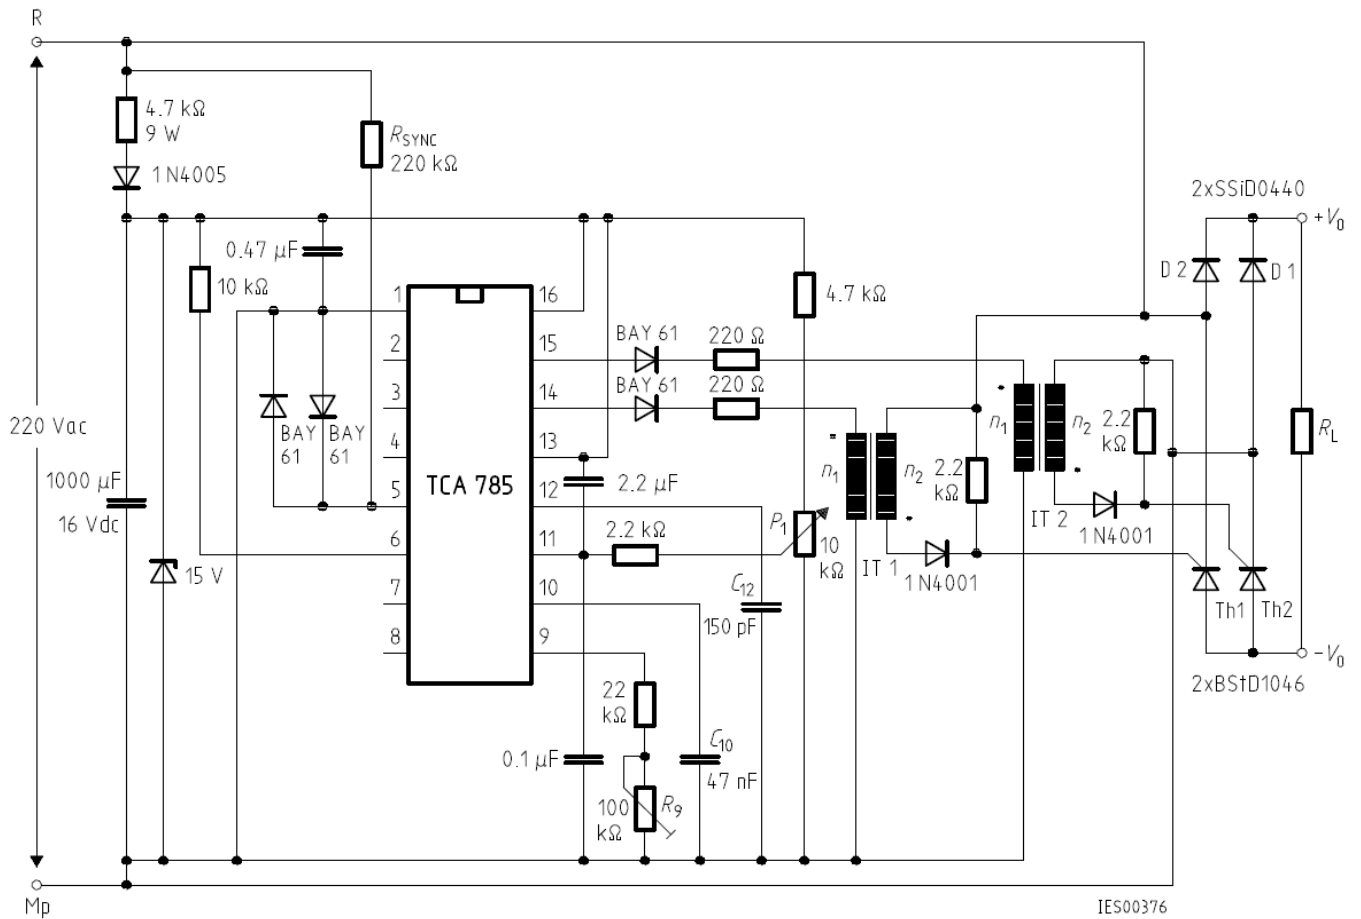 R
4.7 kΩ
9 W
R_SYNC
220 kΩ
1N4005
2xSSiD0440
+V₀
0.47 µF
D 2
D 1
10 kΩ
1
16
4.7 kΩ
2
15
BAY 61
220 Ω
3
14
BAY 61
220 Ω
220 Vac
BAY
61
BAY
61
n₁
n₂
2.2
kΩ
R_L
4
13
n₁
n₂
2.2
kΩ
TCA 785
1000 µF
16 Vdc
5
12
2.2 µF
P₁
10
kΩ
IT 2
1N4001
6
11
2.2 kΩ
IT 1
1N4001
15 V
7
10
C₁₂
150 pF
Th1
Th2
8
9
-V₀
2xBStD1046
22
kΩ
0.1 µF
C₁₀
47 nF
100
kΩ
R₉
Mp
IES00376